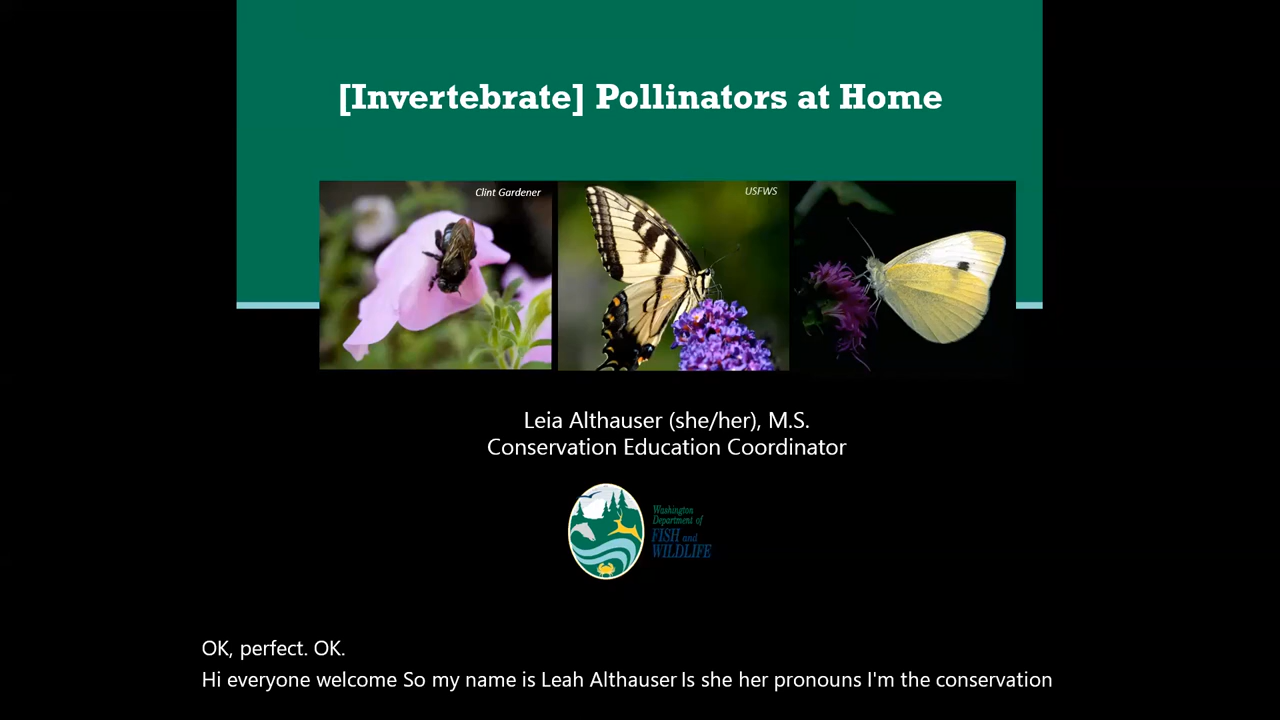 [Invertebrate] Pollinators at Home
Clint Gardener
USFWS
Leia Althauser (she/her), M.S.
Conservation Education Coordinator
Washington
Department of
FISH and
WILDLIFE
OK, perfect. OK.
Hi everyone welcome So my name is Leah Althauser Is she her pronouns I'm the conservation